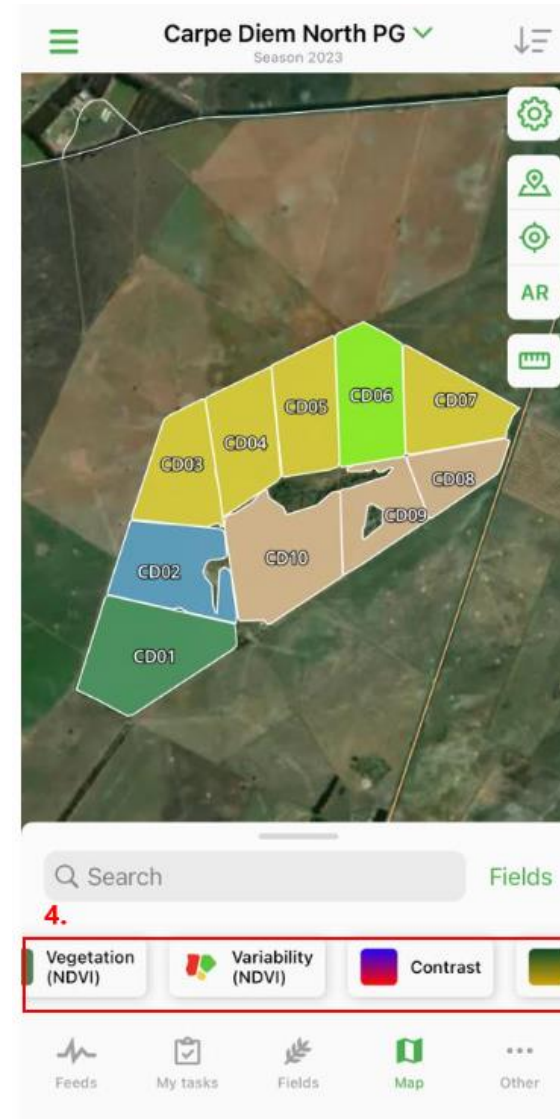 Carpe Diem North PG
Season 2023
AR
CD06
CD05
CD07
CD04
CD03
CD08
CD09
CD10
CD02
CD01
Search
Fields
4.
Vegetation
(NDVI)
Variability
(NDVI)
Contrast
Feeds
My tasks
Fields
Map
Other